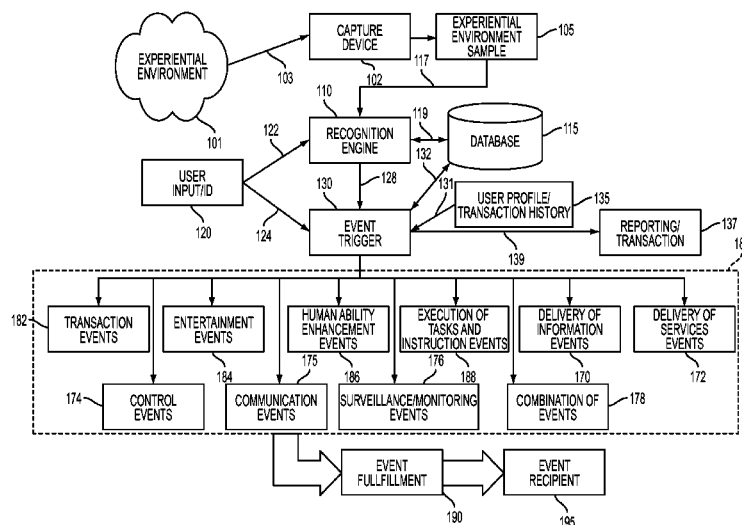 EXPERIENTIAL
ENVIRONMENT
101
103
CAPTURE
DEVICE
102
EXPERIENTIAL
ENVIRONMENT
SAMPLE
105
117
110
RECOGNITION
ENGINE
119
DATABASE
115
122
USER
INPUT/ID
120
124
128
130
132
131
EVENT
TRIGGER
USER PROFILE/
TRANSACTION HISTORY
135
139
REPORTING/
TRANSACTION
137
182
TRANSACTION
EVENTS
ENTERTAINMENT
EVENTS
184
HUMAN ABILITY
ENHANCEMENT
EVENTS
186
EXECUTION OF
TASKS AND
INSTRUCTION EVENTS
188
DELIVERY OF
INFORMATION
EVENTS
170
DELIVERY OF
SERVICES
EVENTS
172
174
CONTROL
EVENTS
175
COMMUNICATION
EVENTS
176
SURVEILLANCE/MONITORING
EVENTS
COMBINATION OF
EVENTS
178
EVENT
FULLFILLMENT
190
EVENT
RECIPIENT
195